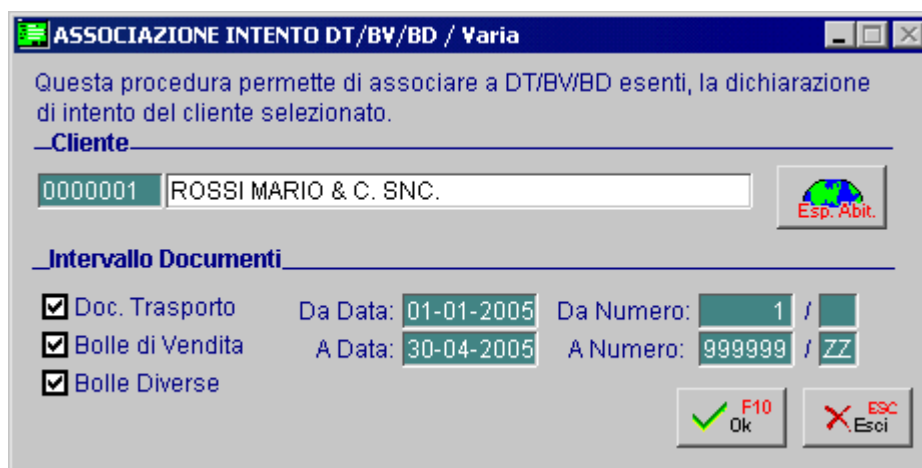 ASSOCIAZIONE INTENTO DT/BV/BD / Varia
Questa procedura permette di associare a DT/BV/BD esenti, la dichiarazione
di intento del cliente selezionato.
Cliente
0000001 ROSSI MARIO & C. SNC.
Esp. Abit.
Intervallo Documenti
Doc. Trasporto Da Data: 01-01-2005 Da Numero: 1 /
Bolle di Vendita A Data: 30-04-2005 A Numero: 999999 / ZZ
Bolle Diverse
F10 Ok
ESC Esci